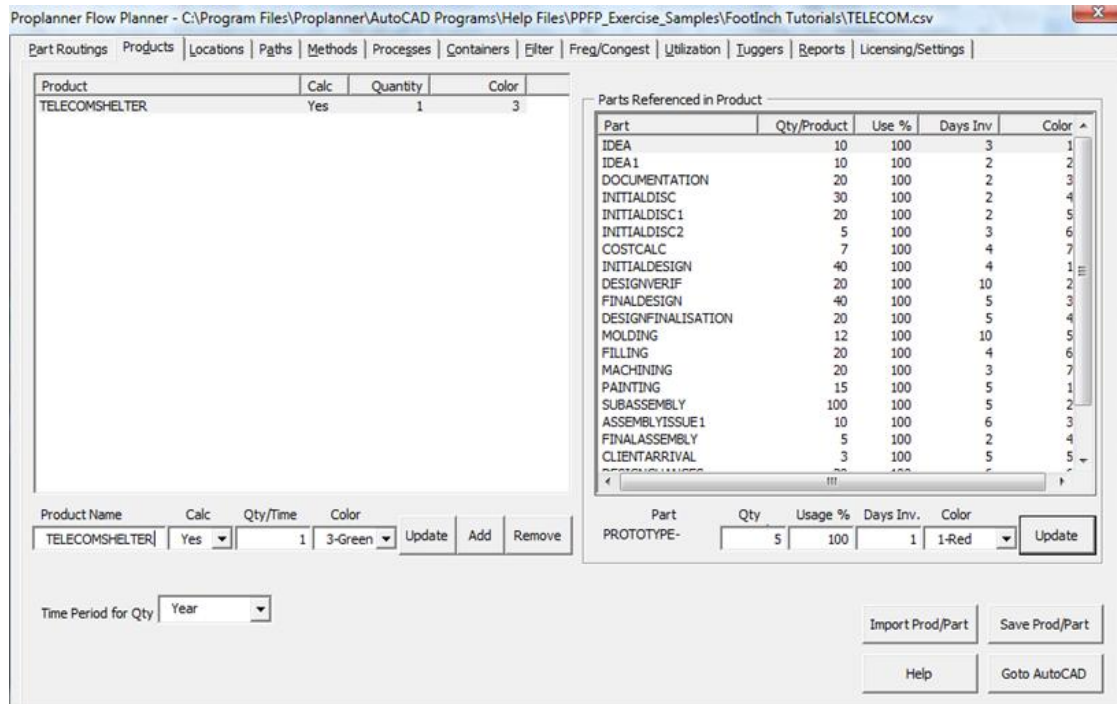 Proplanner Flow Planner - C:\Program Files\Proplanner\AutoCAD Programs\Help Files\PPFP_Exercise_Samples\FootInch Tutorials\TELECOM.csv
Part Routings Products Locations Paths Methods Processes Containers Filter Freg/Congest Utilization Tuggers Reports Licensing/Settings
Product Calc Quantity Color
TELECOMSHELTER Yes 1 3
Parts Referenced in Product
Part Qty/Product Use % Days Inv Color
IDEA 10 100 3 1
IDEA1 10 100 2 2
DOCUMENTATION 20 100 2 3
INITIALDISC 30 100 2 4
INITIALDISC1 20 100 2 5
INITIALDISC2 5 100 3 6
COSTCALC 7 100 4 7
INITIALDESIGN 40 100 4 1
DESIGNVERIF 20 100 10 2
FINALDESIGN 40 100 5 3
DESIGNFINALISATION 20 100 5 4
MOLDING 12 100 10 5
FILLING 20 100 4 6
MACHINING 20 100 3 7
PAINTING 15 100 5 1
SUBASSEMBLY 100 100 5 2
ASSEMBLYISSUE1 10 100 6 3
FINALASSEMBLY 5 100 2 4
CLIENTARRIVAL 3 100 5 5
Product Name Calc Qty/Time Color
TELECOMSHELTER Yes 1 3-Green Update Add Remove
Part Qty Usage % Days Inv. Color
PROTOTYPE- 5 100 1 1-Red Update
Time Period for Qty Year
Import Prod/Part Save Prod/Part
Help Goto AutoCAD